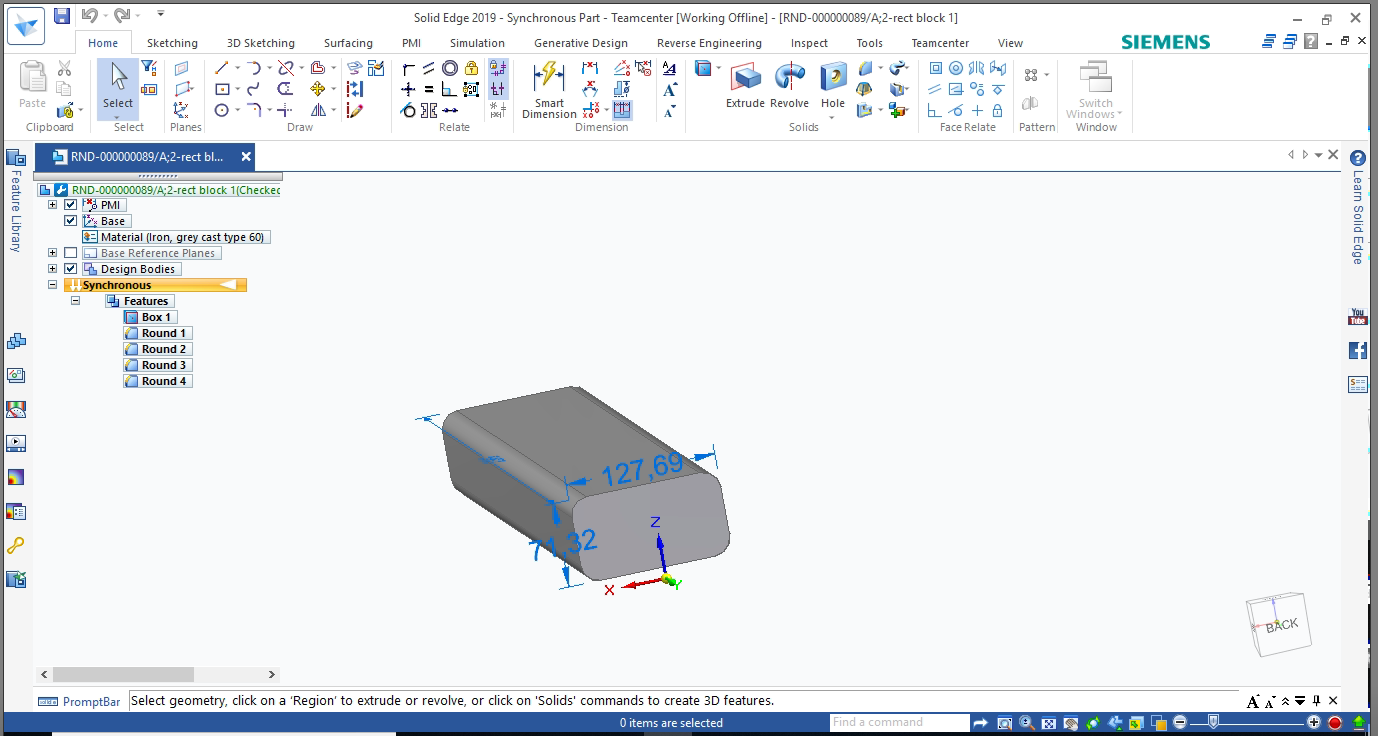 Solid Edge 2019 - Synchronous Part - Teamcenter [Working Offline] - [RND-000000089/A;2-rect block 1]
Home Sketching 3D Sketching Surfacing PMI Simulation Generative Design Reverse Engineering Inspect Tools Teamcenter View SIEMENS
Paste
Clipboard
Select
Select
Planes
Draw
Relate
Smart
Dimension
Dimension
Extrude Revolve Hole
Solids
Face Relate
Pattern
Switch
Windows
Window
RND-000000089/A;2-rect bl...
Feature Library
Learn Solid Edge
RND-000000089/A;2-rect block 1(Checked
PMI
Base
Material (Iron, grey cast type 60)
Base Reference Planes
Design Bodies
Synchronous
Features
Box 1
Round 1
Round 2
Round 3
Round 4
You
Tube
127,69
71,32
Z
X
Y
BACK
PromptBar Select geometry, click on a 'Region' to extrude or revolve, or click on 'Solids' commands to create 3D features.
0 items are selected
Find a command